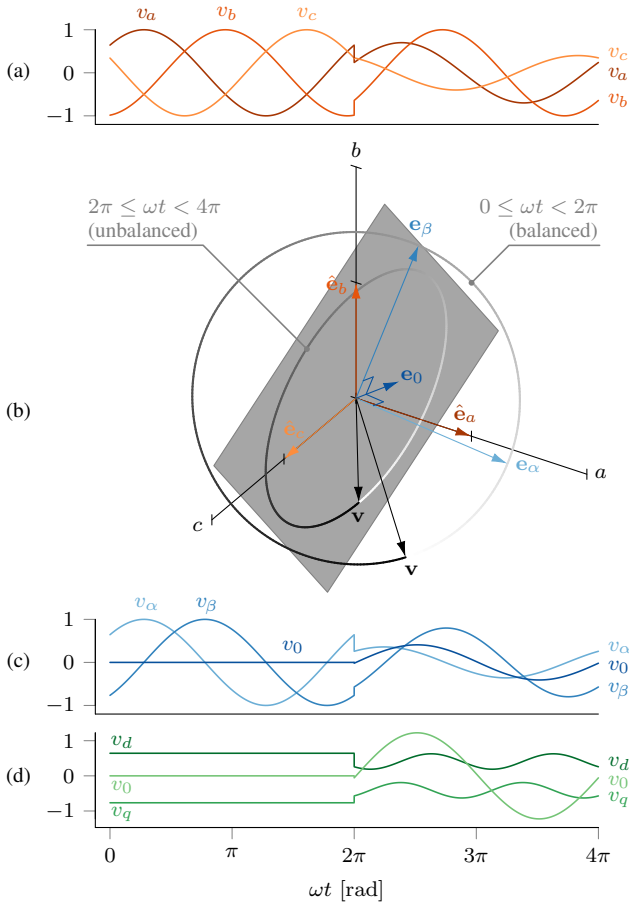 v_a v_b v_c
(a)
1
0
−1
v_c
v_a
v_b
b
2π ≤ ωt < 4π
(unbalanced)
0 ≤ ωt < 2π
(balanced)
e_β
ê_b
e_0
(b)
ê_a
ê_c
e_α
a
c
v
v
v_α v_β
v_0
(c)
1
0
−1
v_α
v_0
v_β
(d)
1
0
−1
v_d
v_0
v_q
v_d
v_0
v_q
0 π 2π 3π 4π
ωt [rad]